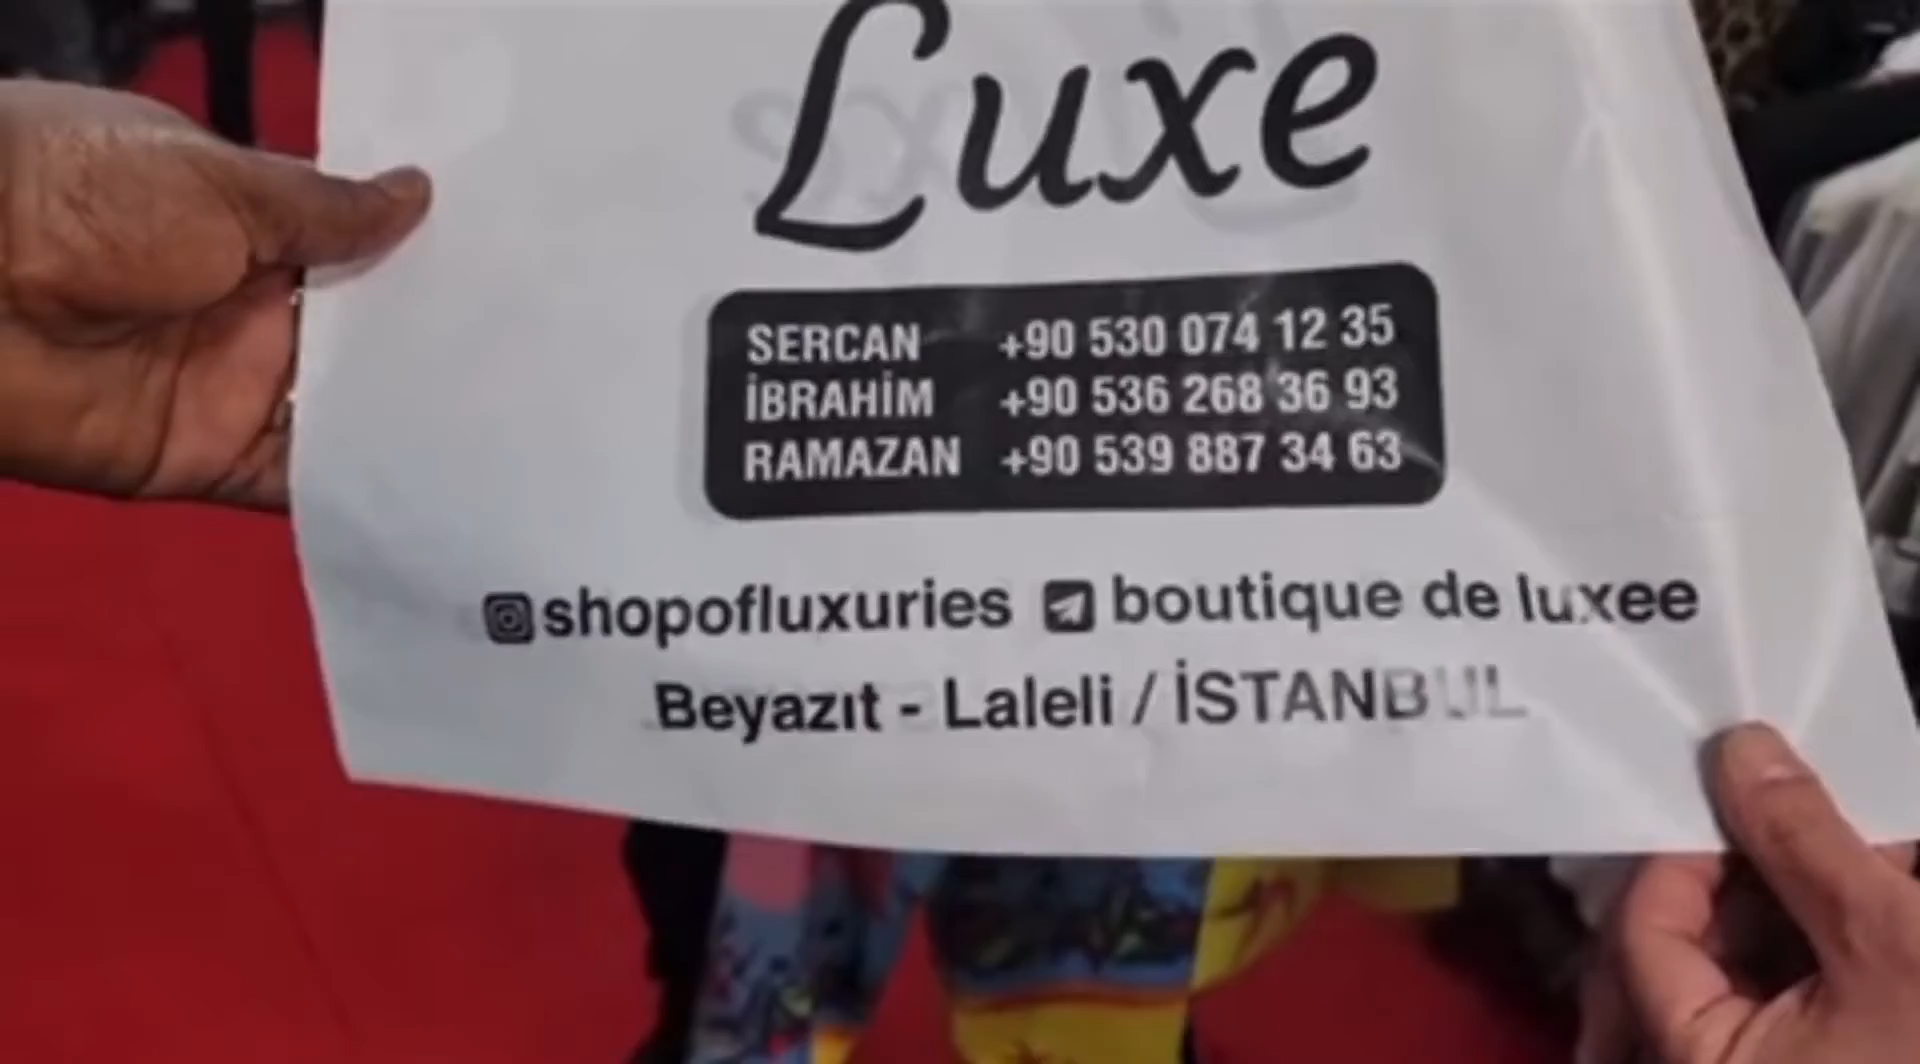 Luxe
SERCAN +90 530 074 12 35
İBRAHİM +90 536 268 36 93
RAMAZAN +90 539 887 34 63
shopofluxuries boutique de luxee
Beyazıt - Laleli / İSTANBUL